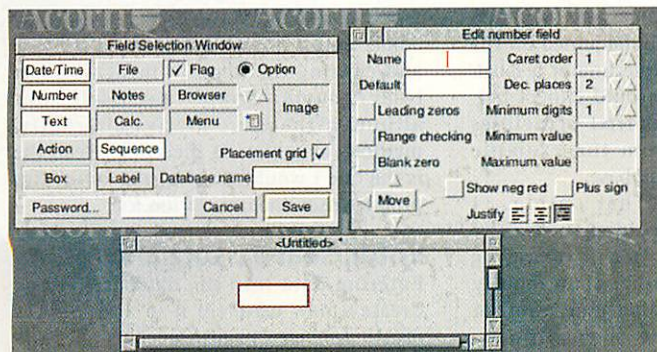 Acorn
Field Selection Window
Date/Time File Flag Option
Number Notes Browser Image
Text Calc. Menu
Action Sequence Placement grid
Box Label Database name
Password... Cancel Save
Edit number field
Name Caret order 1
Default Dec. places 2
Leading zeros Minimum digits 1
Range checking Minimum value
Blank zero Maximum value
Show neg red Plus sign
Move
Justify
<Untitled> *